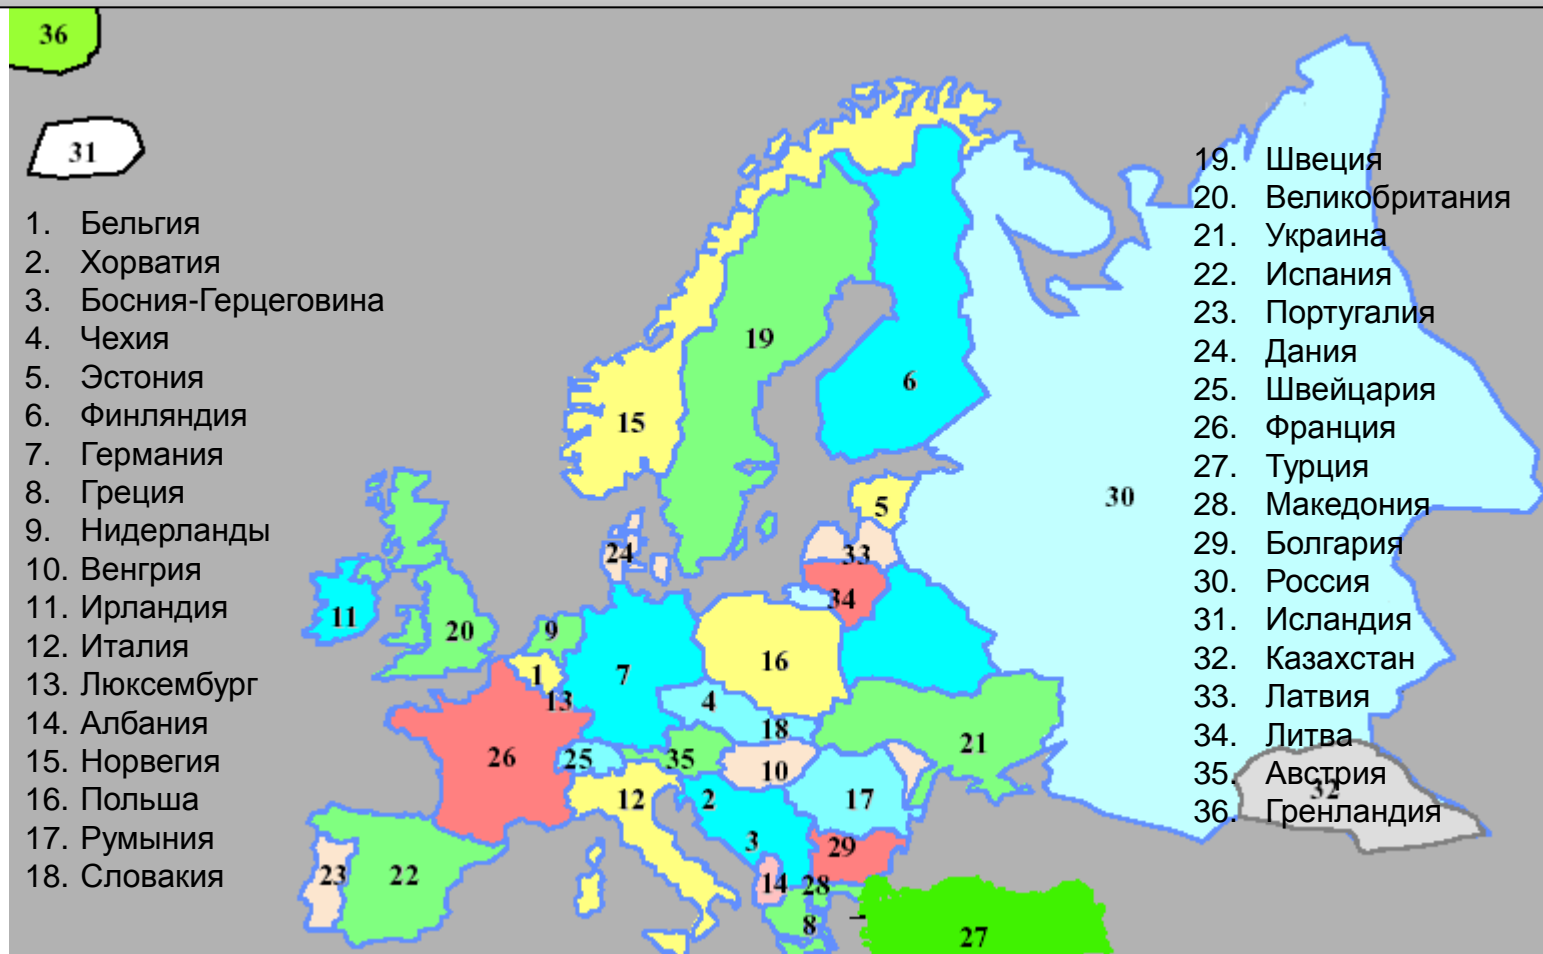 36
31
1. Бельгия
2. Хорватия
3. Босния-Герцеговина
4. Чехия
5. Эстония
6. Финляндия
7. Германия
8. Греция
9. Нидерланды
10. Венгрия
11. Ирландия
12. Италия
13. Люксембург
14. Албания
15. Норвегия
16. Польша
17. Румыния
18. Словакия
19. Швеция
20. Великобритания
21. Украина
22. Испания
23. Португалия
24. Дания
25. Швейцария
26. Франция
27. Турция
28. Македония
29. Болгария
30. Россия
31. Исландия
32. Казахстан
33. Латвия
34. Литва
35. Австрия
36. Гренландия
19
6
15
30
5
24
33
34
11
20
9
16
1
7
13
4
18
21
26
25
35
10
12
2
17
32
3
29
23
22
14
28
8
27